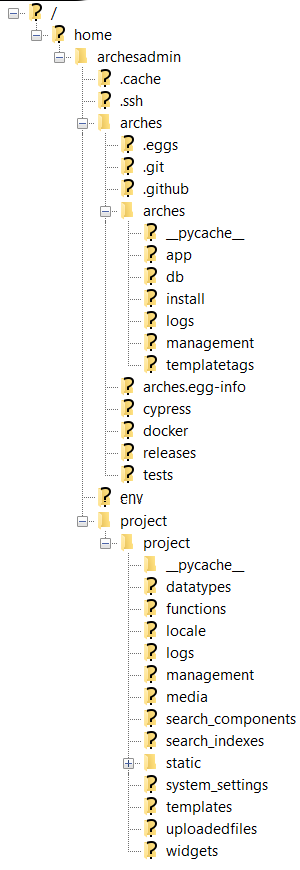 /
home
archesadmin
.cache
.ssh
arches
.eggs
.git
.github
arches
__pycache__
app
db
install
logs
management
templatetags
arches.egg-info
cypress
docker
releases
tests
env
project
project
__pycache__
datatypes
functions
locale
logs
management
media
search_components
search_indexes
static
system_settings
templates
uploadedfiles
widgets